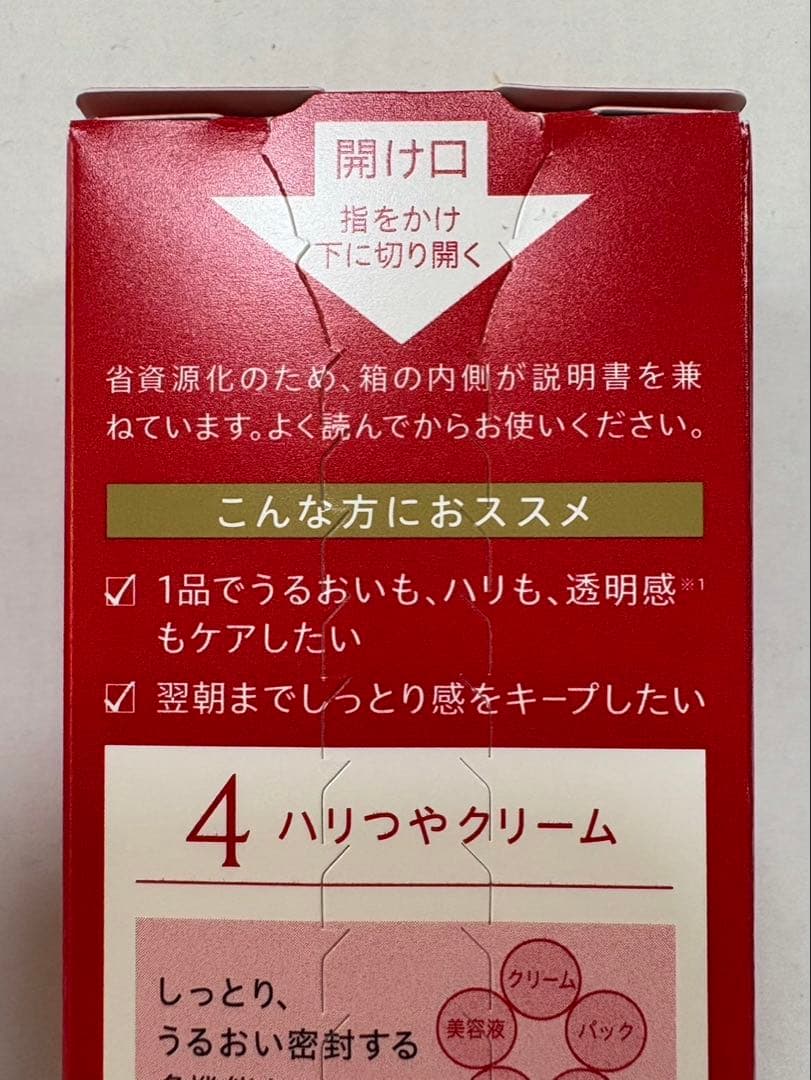 開け口
指をかけ
下に切り開く
省資源化のため、箱の内側が説明書を兼
ねています。よく読んでからお使いください。
こんな方におススメ
☑ 1品でうるおいも、ハリも、透明感※1
もケアしたい
☑ 翌朝までしっとり感をキープしたい
4 ハリつやクリーム
しっとり、
うるおい密封する
クリーム
美容液
パック